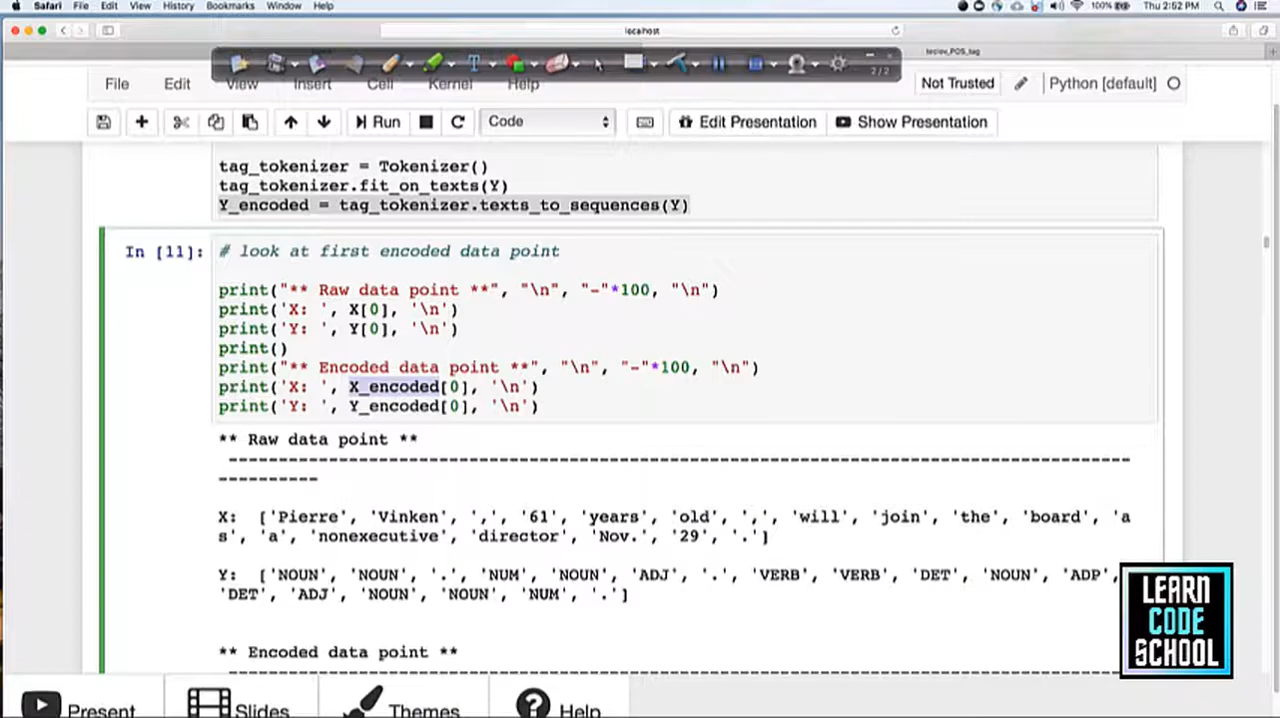 Safari File Edit View History Bookmarks Window Help 100% Thu 2:52 PM
localhost
teclov_POS_tag
2/2
File Edit View Insert Cell Kernel Help Not Trusted Python [default]
Run Code Edit Presentation Show Presentation
tag_tokenizer = Tokenizer()
tag_tokenizer.fit_on_texts(Y)
Y_encoded = tag_tokenizer.texts_to_sequences(Y)
In [11]: # look at first encoded data point
print("** Raw data point **", "\n", "-"*100, "\n")
print('X: ', X[0], '\n')
print('Y: ', Y[0], '\n')
print()
print("** Encoded data point **", "\n", "-"*100, "\n")
print('X: ', X_encoded[0], '\n')
print('Y: ', Y_encoded[0], '\n')
** Raw data point **
------------------------------------------------------------------------------------------
----------
X: ['Pierre', 'Vinken', ',', '61', 'years', 'old', ',', 'will', 'join', 'the', 'board', 'a
s', 'a', 'nonexecutive', 'director', 'Nov.', '29', '.']
Y: ['NOUN', 'NOUN', '.', 'NUM', 'NOUN', 'ADJ', '.', 'VERB', 'VERB', 'DET', 'NOUN', 'ADP',
'DET', 'ADJ', 'NOUN', 'NOUN', 'NUM', '.']
** Encoded data point **
------------------------------------------------------------------------------------------
LEARN
CODE
SCHOOL
Present Slides Themes Help